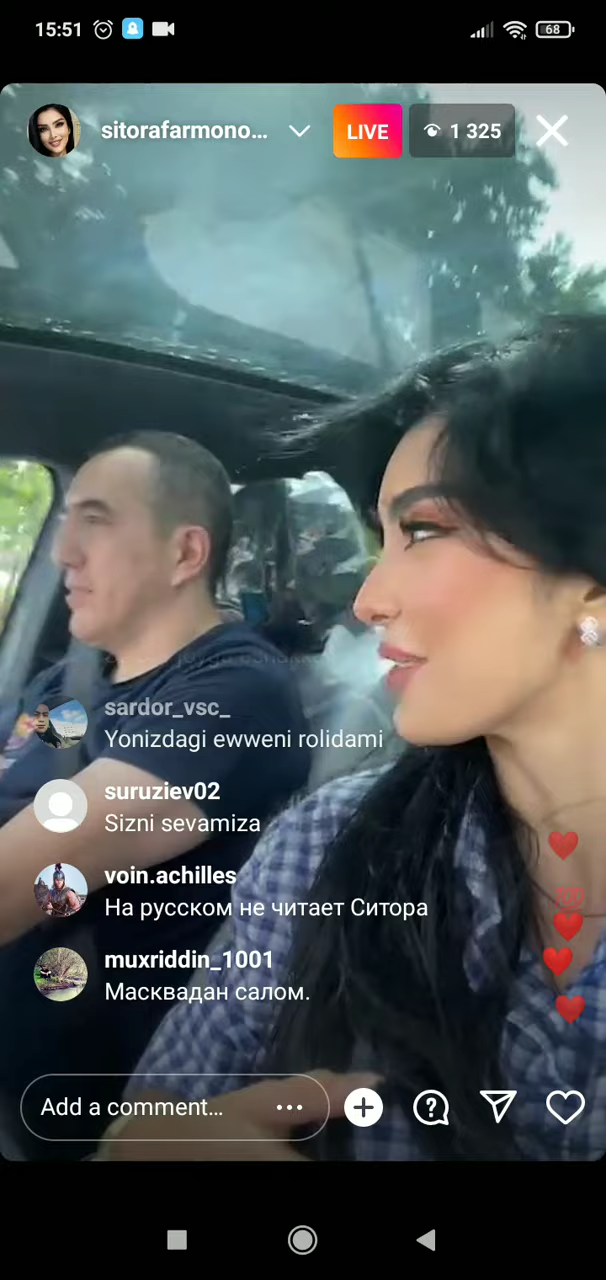 15:51
68
sitorafarmono...
LIVE
1 325
sardor_vsc_
Yonizdagi ewweni rolidami
suruziev02
Sizni sevamiza
voin.achilles
На русском не читает Ситора
muxriddin_1001
Масквадан салом.
Add a comment...